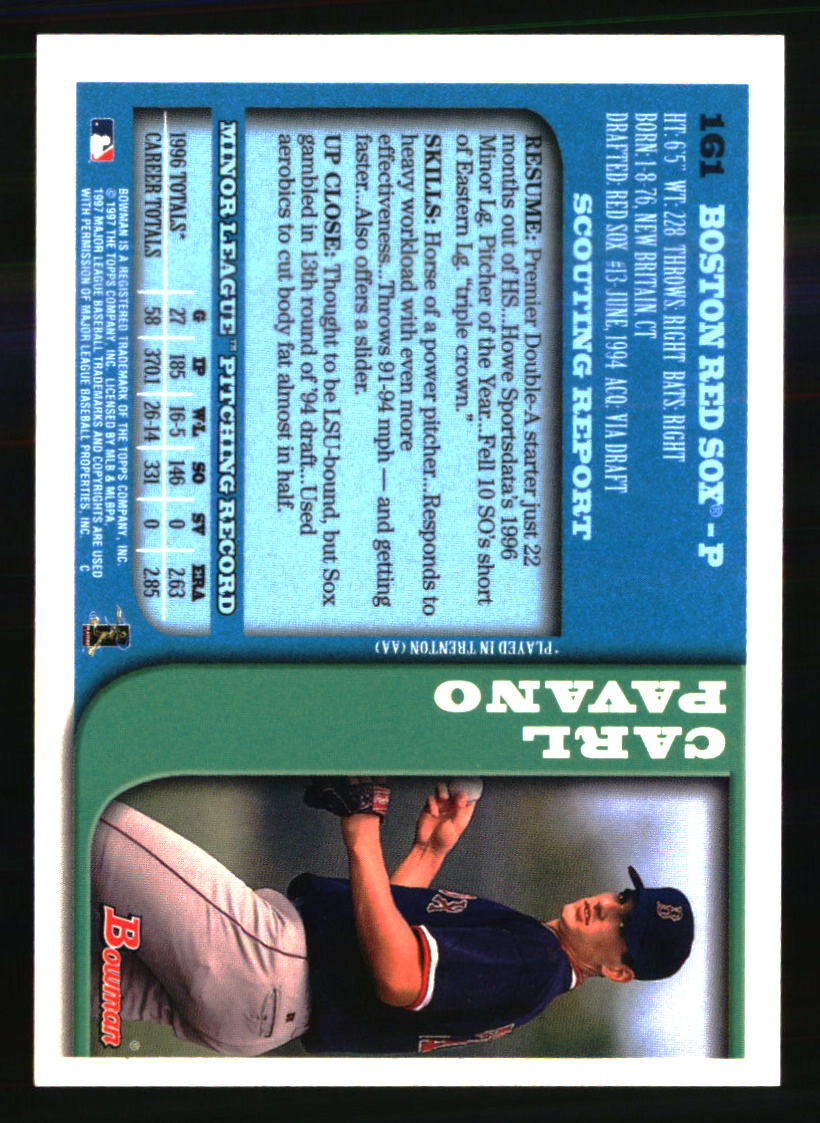 161 BOSTON RED SOX® - P
HT: 6'5" WT: 228 THROWS: RIGHT BATS: RIGHT
BORN: 1-8-76, NEW BRITAIN, CT
DRAFTED: RED SOX #13-JUNE, 1994 ACQ: VIA DRAFT
SCOUTING REPORT
RESUME: Premier Double-A starter just 22
months out of HS...Howe Sportsdata's 1996
Minor Lg. Pitcher of the Year...Fell 10 SO's short
of Eastern Lg. "triple crown."
SKILLS: Horse of a power pitcher...Responds to
heavy workload with even more
effectiveness...Throws 91-94 mph — and getting
faster...Also offers a slider.
UP CLOSE: Thought to be LSU-bound, but Sox
gambled in 13th round of '94 draft...Used
aerobics to cut body fat almost in half.
*PLAYED IN TRENTON (AA)
MINOR LEAGUE™ PITCHING RECORD
G IP W-L SO SV ERA
1996 TOTALS* 27 185 16-5 146 0 2.63
CAREER TOTALS 58 370.1 26-14 331 0 2.85
BOWMAN IS A REGISTERED TRADEMARK OF THE TOPPS COMPANY, INC.
© 1997 THE TOPPS COMPANY, INC. LICENSED BY MLB & MLBPA.
1997 MAJOR LEAGUE BASEBALL TRADEMARKS AND COPYRIGHTS ARE USED
WITH PERMISSION OF MAJOR LEAGUE BASEBALL PROPERTIES, INC. C
CARL
PAVANO
B
Bowman®